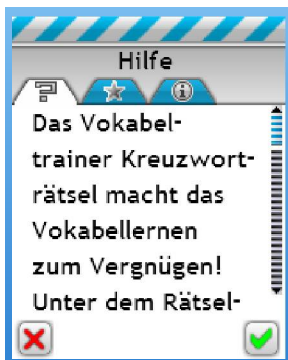 Hilfe
Das Vokabel-
trainer Kreuzwort-
rätsel macht das
Vokabellernen
zum Vergnügen!
Unter dem Rätsel-